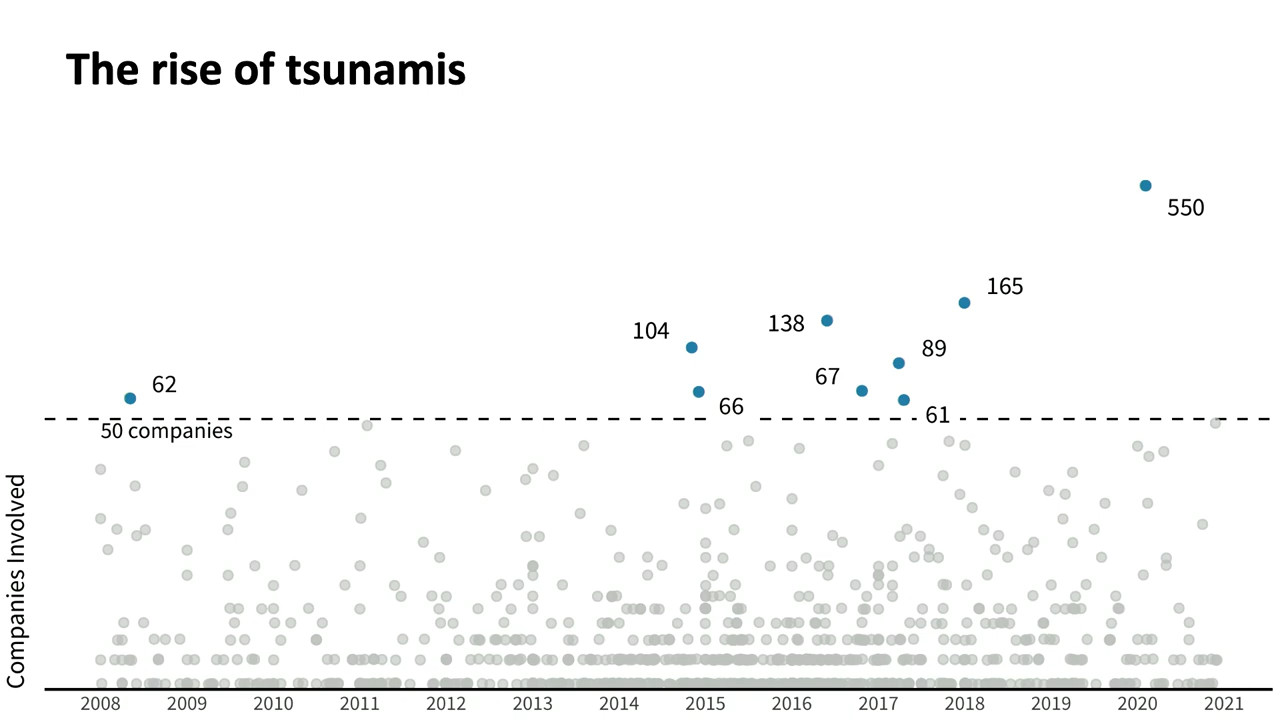 The rise of tsunamis
550
165
104
138
89
62
67
66
61
50 companies
Companies Involved
2008 2009 2010 2011 2012 2013 2014 2015 2016 2017 2018 2019 2020 2021